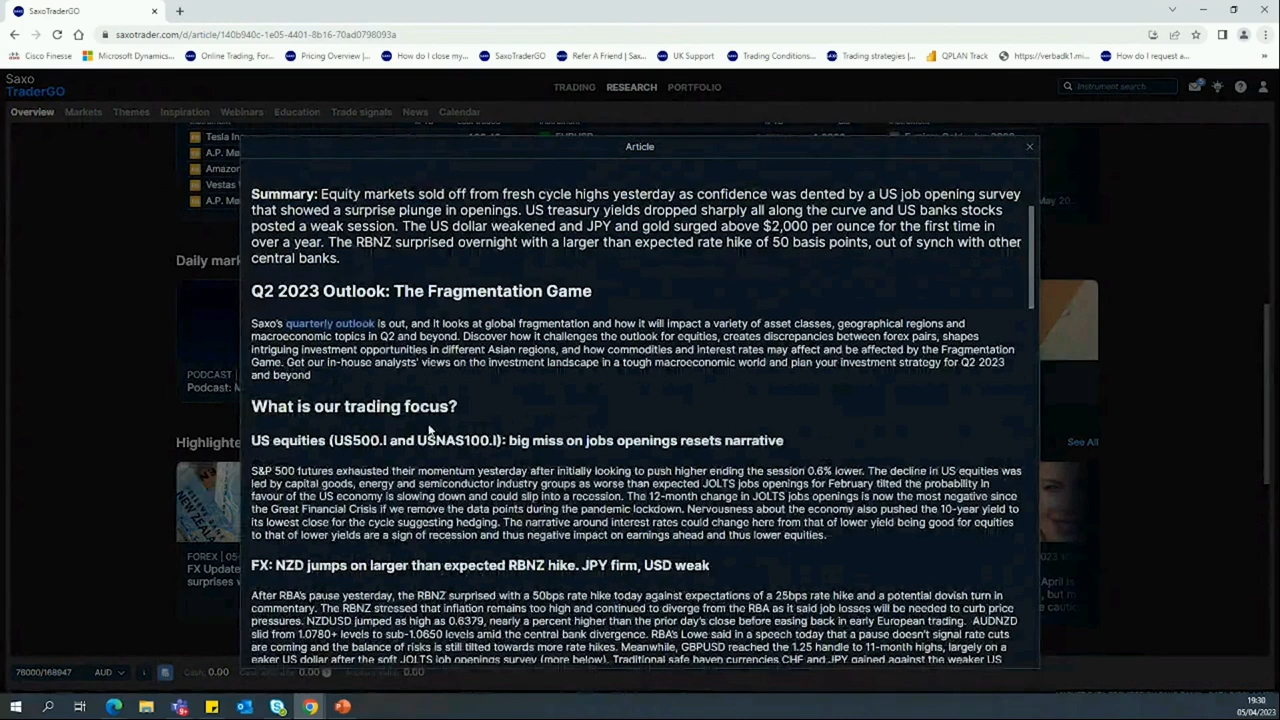 SaxoTraderGO
saxotrader.com/d/article/140b940c-1e05-4401-8b16-70ad0798093a
Cisco Finesse
Microsoft Dynamics...
Online Trading, For...
Pricing Overview |...
How do I close my...
SaxoTraderGO
Refer A Friend | Sax...
UK Support
Trading Conditions...
Trading strategies |...
QPLAN Track
https://verbadk1.mi...
How do I request a...
Saxo
TraderGO
TRADING RESEARCH PORTFOLIO
Instrument search...
Overview Markets Themes Inspiration Webinars Education Trade signals News Calendar
Tesla In
A.P. Mø
Amazon
Vestas
A.P. Mø
Daily mar
PODCAST |
Podcast: M
Highlighte
See All
FOREX | 05-
FX Update
surprises w
Article
Summary: Equity markets sold off from fresh cycle highs yesterday as confidence was dented by a US job opening survey
that showed a surprise plunge in openings. US treasury yields dropped sharply all along the curve and US banks stocks
posted a weak session. The US dollar weakened and JPY and gold surged above $2,000 per ounce for the first time in
over a year. The RBNZ surprised overnight with a larger than expected rate hike of 50 basis points, out of synch with other
central banks.
Q2 2023 Outlook: The Fragmentation Game
Saxo's quarterly outlook is out, and it looks at global fragmentation and how it will impact a variety of asset classes, geographical regions and
macroeconomic topics in Q2 and beyond. Discover how it challenges the outlook for equities, creates discrepancies between forex pairs, shapes
intriguing investment opportunities in different Asian regions, and how commodities and interest rates may affect and be affected by the Fragmentation
Game. Get our in-house analysts' views on the investment landscape in a tough macroeconomic world and plan your investment strategy for Q2 2023
and beyond
What is our trading focus?
US equities (US500.I and USNAS100.I): big miss on jobs openings resets narrative
S&P 500 futures exhausted their momentum yesterday after initially looking to push higher ending the session 0.6% lower. The decline in US equities was
led by capital goods, energy and semiconductor industry groups as worse than expected JOLTS jobs openings for February tilted the probability in
favour of the US economy is slowing down and could slip into a recession. The 12-month change in JOLTS jobs openings is now the most negative since
the Great Financial Crisis if we remove the data points during the pandemic lockdown. Nervousness about the economy also pushed the 10-year yield to
its lowest close for the cycle suggesting hedging. The narrative around interest rates could change here from that of lower yield being good for equities
to that of lower yields are a sign of recession and thus negative impact on earnings ahead and thus lower equities.
FX: NZD jumps on larger than expected RBNZ hike. JPY firm, USD weak
After RBA's pause yesterday, the RBNZ surprised with a 50bps rate hike today against expectations of a 25bps rate hike and a potential dovish turn in
commentary. The RBNZ stressed that inflation remains too high and continued to diverge from the RBA as it said job losses will be needed to curb price
pressures. NZDUSD jumped as high as 0.6379, nearly a percent higher than the prior day's close before easing back in early European trading. AUDNZD
slid from 1.0780+ levels to sub-1.0650 levels amid the central bank divergence. RBA's Lowe said in a speech today that a pause doesn't signal rate cuts
are coming and the balance of risks is still tilted towards more rate hikes. Meanwhile, GBPUSD reached the 1.25 handle to 11-month highs, largely on a
eaker US dollar after the soft JOLTS job openings survey (more below). Traditional safe haven currencies CHF and JPY gained against the weaker US
76000/168947 AUD
Cash: 0.00
0.00
0.00
19:30
05/04/2023